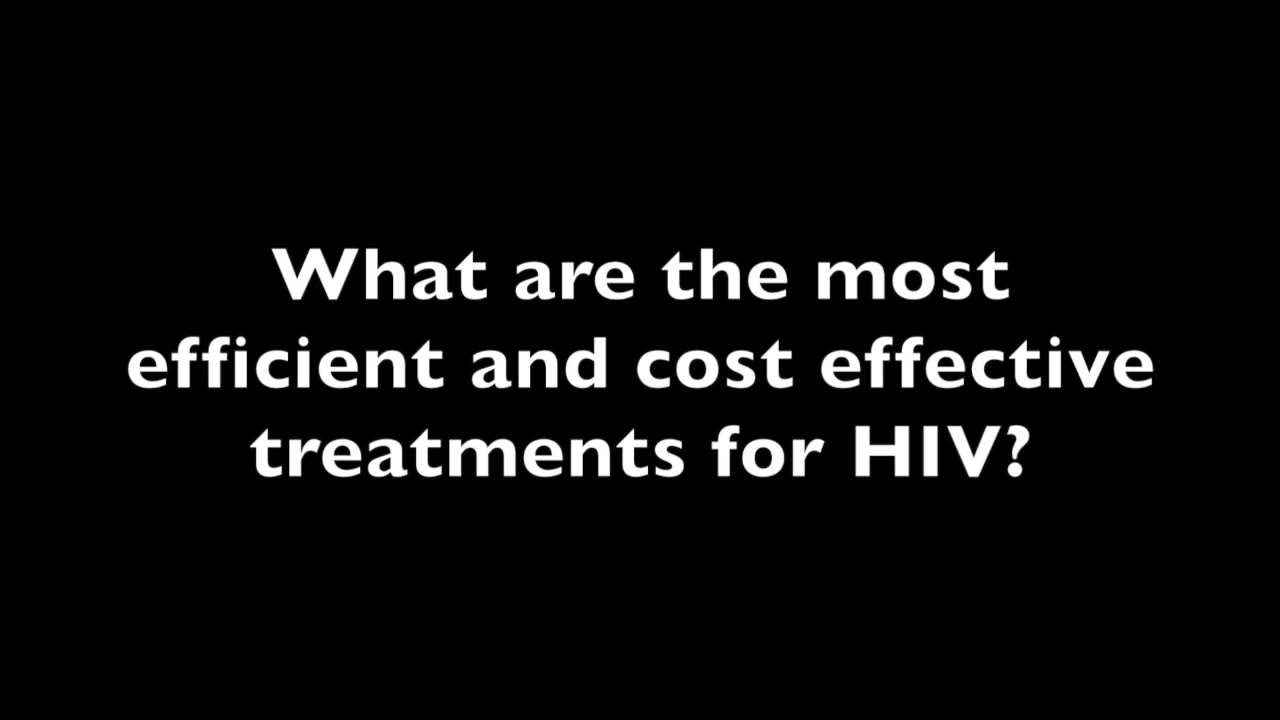 What are the most
efficient and cost effective
treatments for HIV?